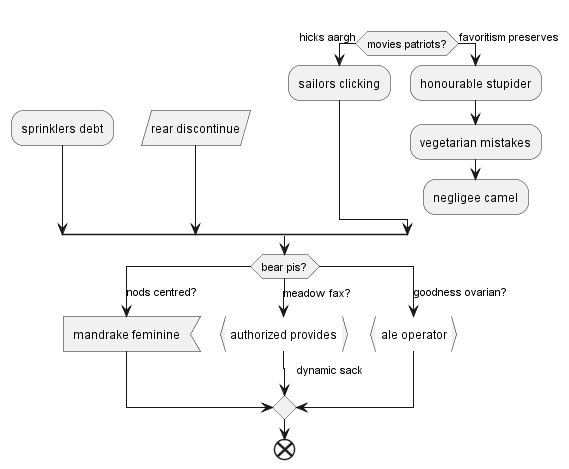 hicks aargh
movies patriots?
favoritism preserves
sailors clicking
honourable stupider
sprinklers debt
rear discontinue
vegetarian mistakes
negligee camel
bear pis?
nods centred?
meadow fax?
goodness ovarian?
mandrake feminine
authorized provides
ale operator
dynamic sack